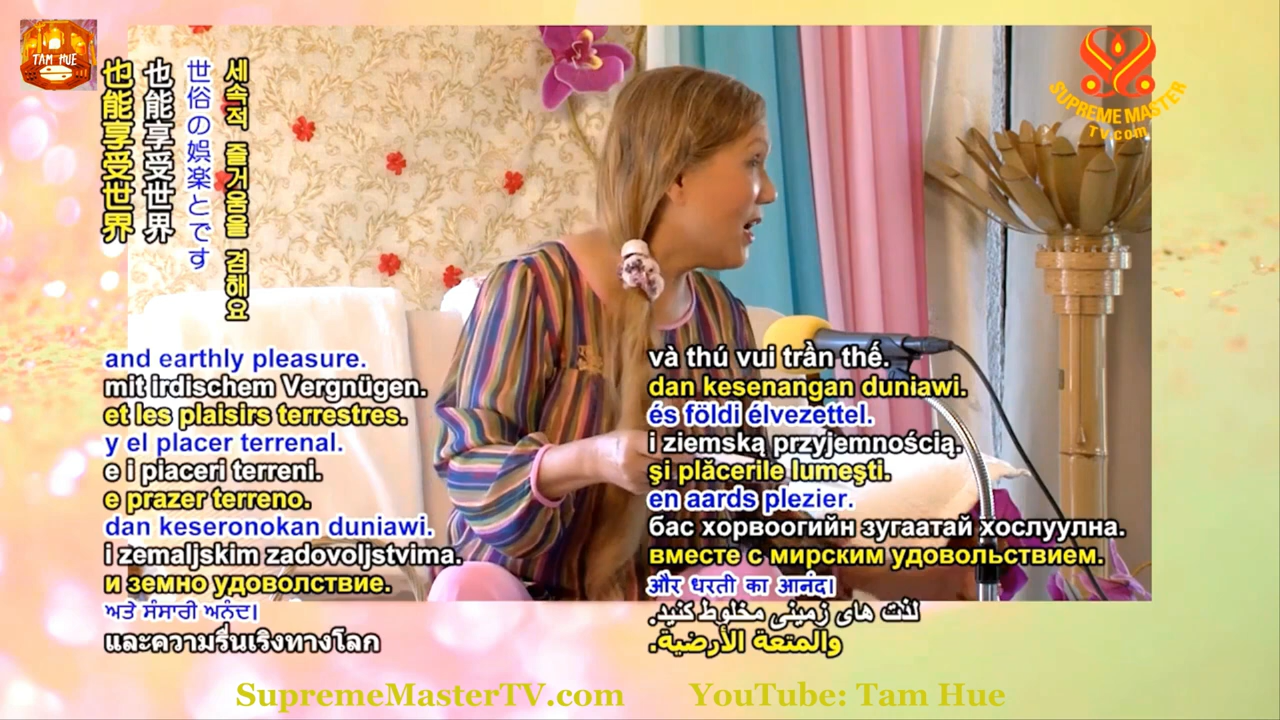 TAM HUE
也能享受世界
也能享受世界
世俗の娯楽とです
세속적 즐거움을 겸해요
SUPREME MASTER
TV.com
and earthly pleasure.
mit irdischem Vergnügen.
et les plaisirs terrestres.
y el placer terrenal.
e i piaceri terreni.
e prazer terreno.
dan keseronokan duniawi.
i zemaljskim zadovoljstvima.
и земно удоволствие.
ਅਤੇ ਸੰਸਾਰੀ ਅਨੰਦ।
และความรื่นเริงทางโลก
và thú vui trần thế.
dan kesenangan duniawi.
és földi élvezettel.
i ziemską przyjemnością.
şi plăcerile lumeşti.
en aards plezier.
бас хорвоогийн зугаатай хослуулна.
вместе с мирским удовольствием.
और धरती का आनंद।
لذت های زمینی مخلوط کنید.
والمتعة الأرضية.
SupremeMasterTV.com
YouTube: Tam Hue